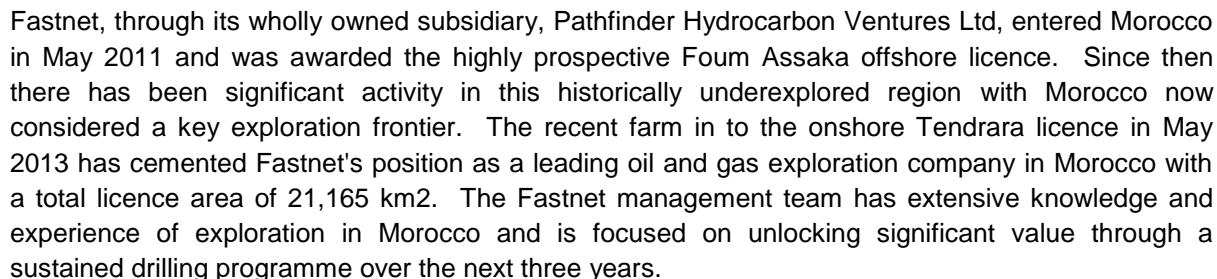 Fastnet, through its wholly owned subsidiary, Pathfinder Hydrocarbon Ventures Ltd, entered Morocco
in May 2011 and was awarded the highly prospective Foum Assaka offshore licence.  Since then
there has been significant activity in this historically underexplored region with Morocco now
considered a key exploration frontier.  The recent farm in to the onshore Tendrara licence in May
2013 has cemented Fastnet's position as a leading oil and gas exploration company in Morocco with
a total licence area of 21,165 km2.  The Fastnet management team has extensive knowledge and
experience of exploration in Morocco and is focused on unlocking significant value through a
sustained drilling programme over the next three years.